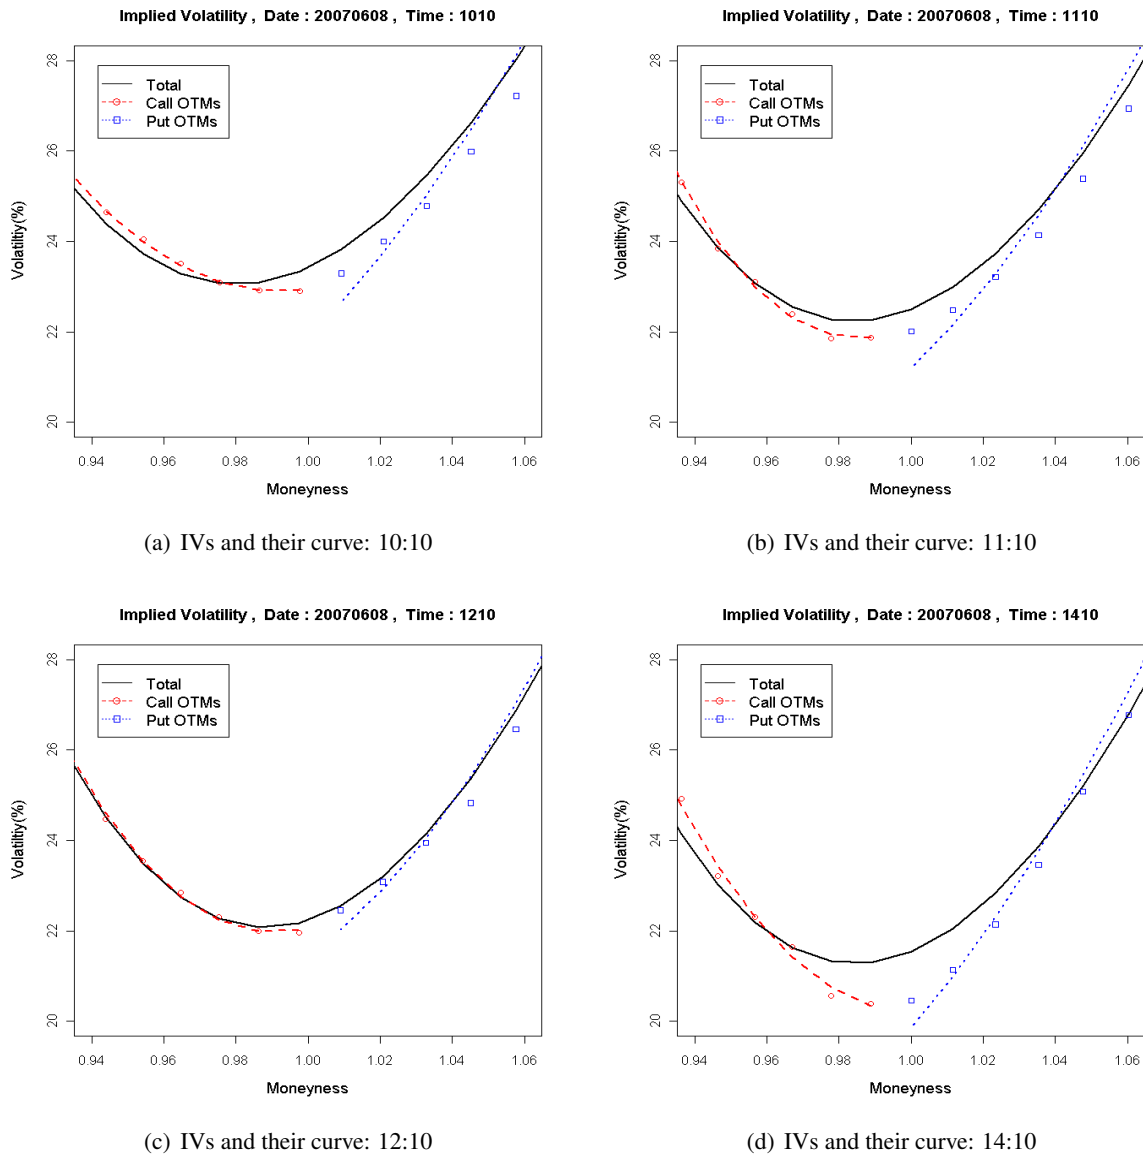 Implied Volatility , Date : 20070608 , Time : 1010
28
26
24
22
20
Volatiltiy(%)
Total
Call OTMs
Put OTMs
0.94 0.96 0.98 1.00 1.02 1.04 1.06
Moneyness
(a) IVs and their curve: 10:10
Implied Volatility , Date : 20070608 , Time : 1110
28
26
24
22
20
Volatiltiy(%)
Total
Call OTMs
Put OTMs
0.94 0.96 0.98 1.00 1.02 1.04 1.06
Moneyness
(b) IVs and their curve: 11:10
Implied Volatility , Date : 20070608 , Time : 1210
28
26
24
22
20
Volatiltiy(%)
Total
Call OTMs
Put OTMs
0.94 0.96 0.98 1.00 1.02 1.04 1.06
Moneyness
(c) IVs and their curve: 12:10
Implied Volatility , Date : 20070608 , Time : 1410
28
26
24
22
20
Volatiltiy(%)
Total
Call OTMs
Put OTMs
0.94 0.96 0.98 1.00 1.02 1.04 1.06
Moneyness
(d) IVs and their curve: 14:10